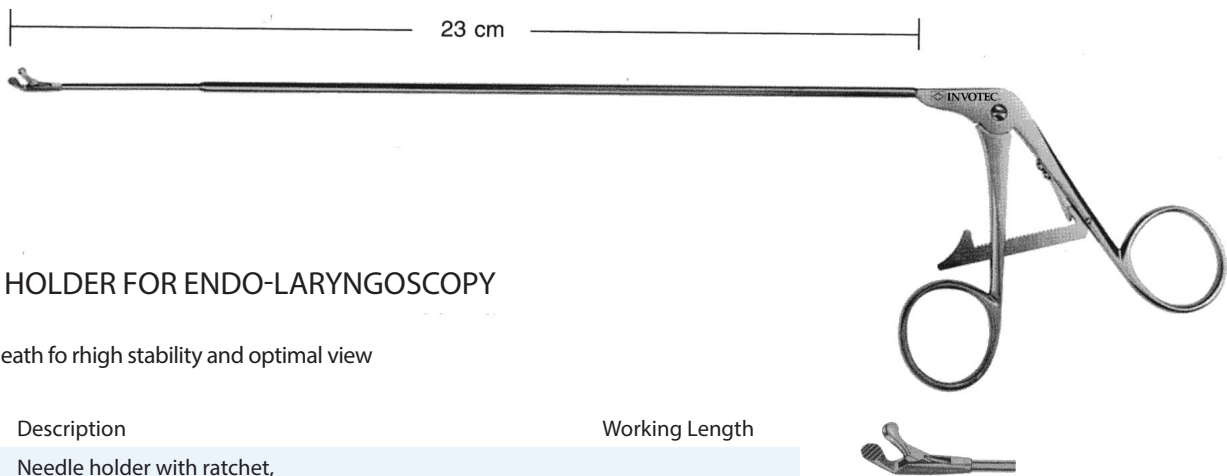 23 cm
INVOTEC
HOLDER FOR ENDO-LARYNGOSCOPY
eath fo rhigh stability and optimal view
Description Working Length
Needle holder with ratchet,